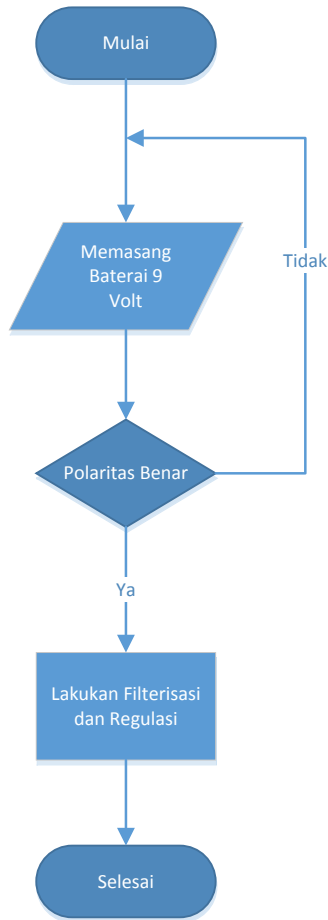 Mulai
Memasang
Baterai 9
Volt
Tidak
Polaritas Benar
Ya
Lakukan Filterisasi
dan Regulasi
Selesai